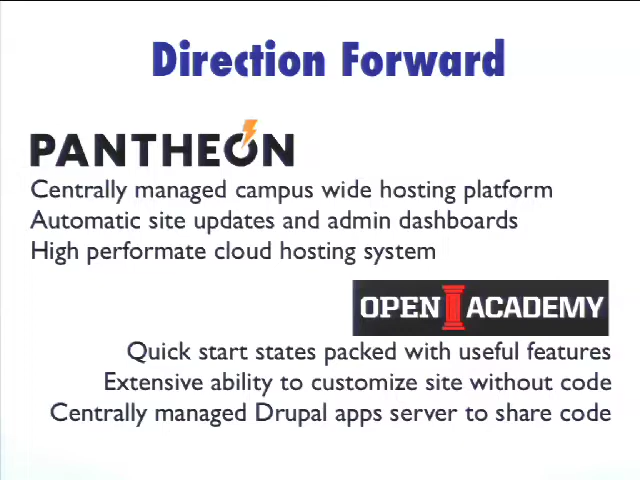 Direction Forward
PANTHEON
Centrally managed campus wide hosting platform
Automatic site updates and admin dashboards
High performate cloud hosting system
OPEN ACADEMY
Quick start states packed with useful features
Extensive ability to customize site without code
Centrally managed Drupal apps server to share code